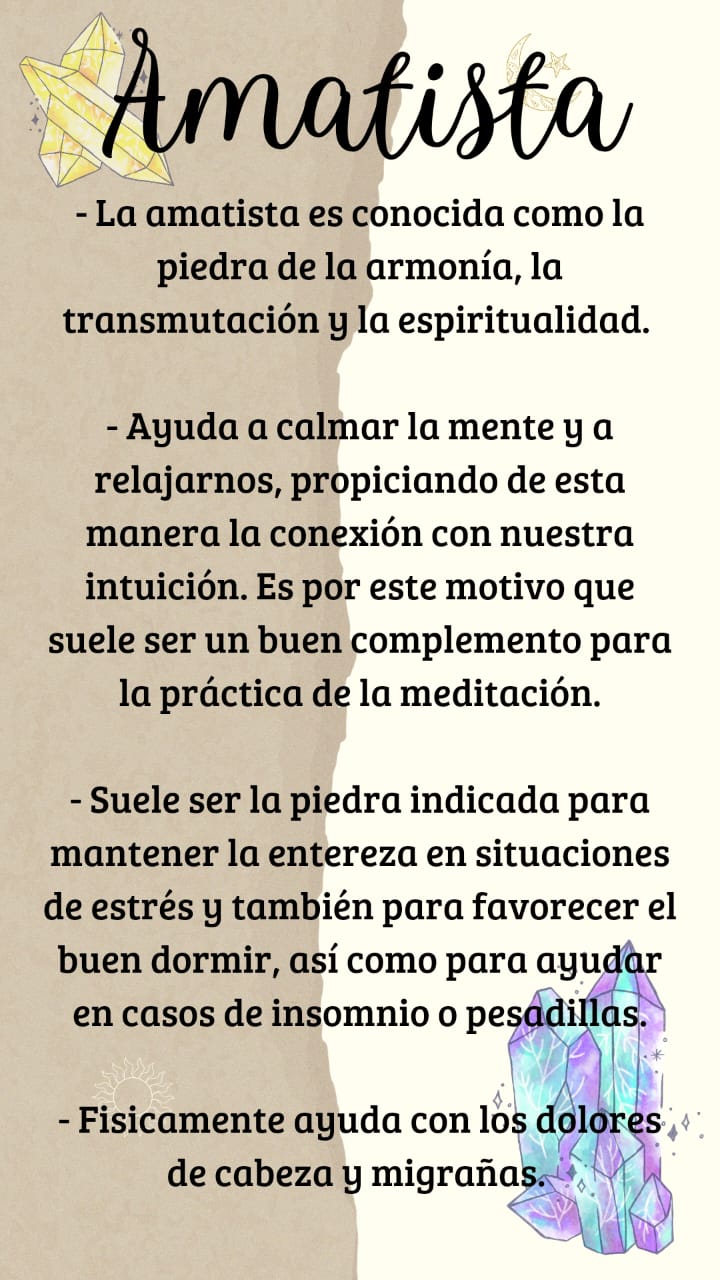 Amatista
- La amatista es conocida como la
piedra de la armonía, la
transmutación y la espiritualidad.
- Ayuda a calmar la mente y a
relajarnos, propiciando de esta
manera la conexión con nuestra
intuición. Es por este motivo que
suele ser un buen complemento para
la práctica de la meditación.
- Suele ser la piedra indicada para
mantener la entereza en situaciones
de estrés y también para favorecer el
buen dormir, así como para ayudar
en casos de insomnio o pesadillas.
- Fisicamente ayuda con los dolores
de cabeza y migrañas.